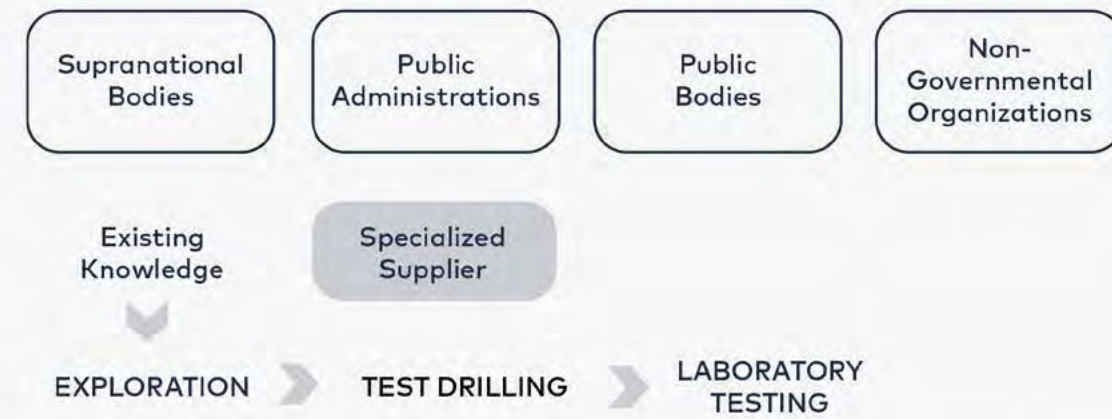 Supranational
Bodies
Public
Administrations
Public
Bodies
Non-
Governmental
Organizations
Existing
Knowledge
Specialized
Supplier
EXPLORATION
TEST DRILLING
LABORATORY
TESTING